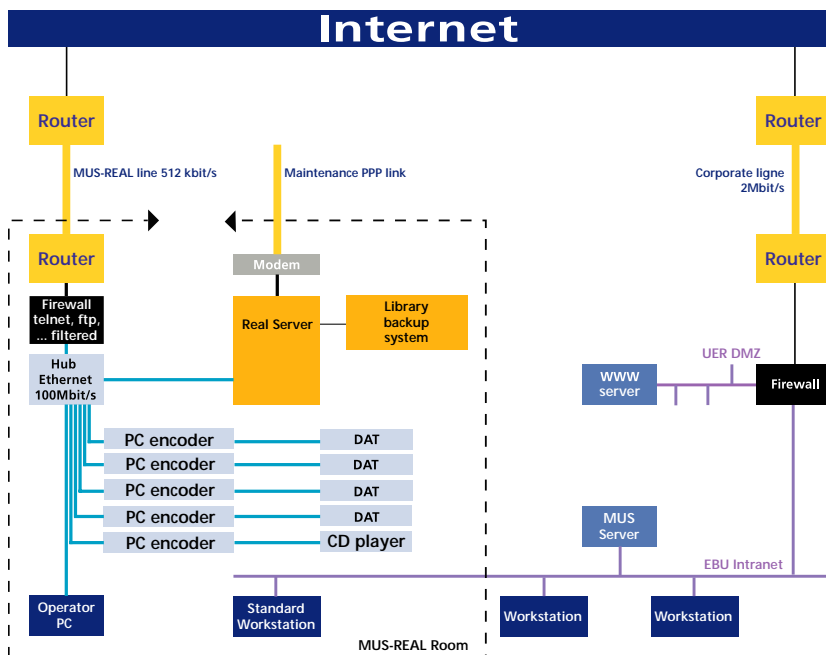 Internet
Router
Router
MUS-REAL line 512 kbit/s
Maintenance PPP link
Corporate ligne
2Mbit/s
Router
Modem
Router
Firewall
telnet, ftp,
... filtered
Real Server
Library
backup
system
Hub
Ethernet
100Mbit/s
UER DMZ
WWW
server
Firewall
PC encoder
DAT
PC encoder
DAT
PC encoder
DAT
PC encoder
DAT
PC encoder
CD player
MUS
Server
EBU Intranet
Operator
PC
Standard
Workstation
Workstation
Workstation
MUS-REAL Room